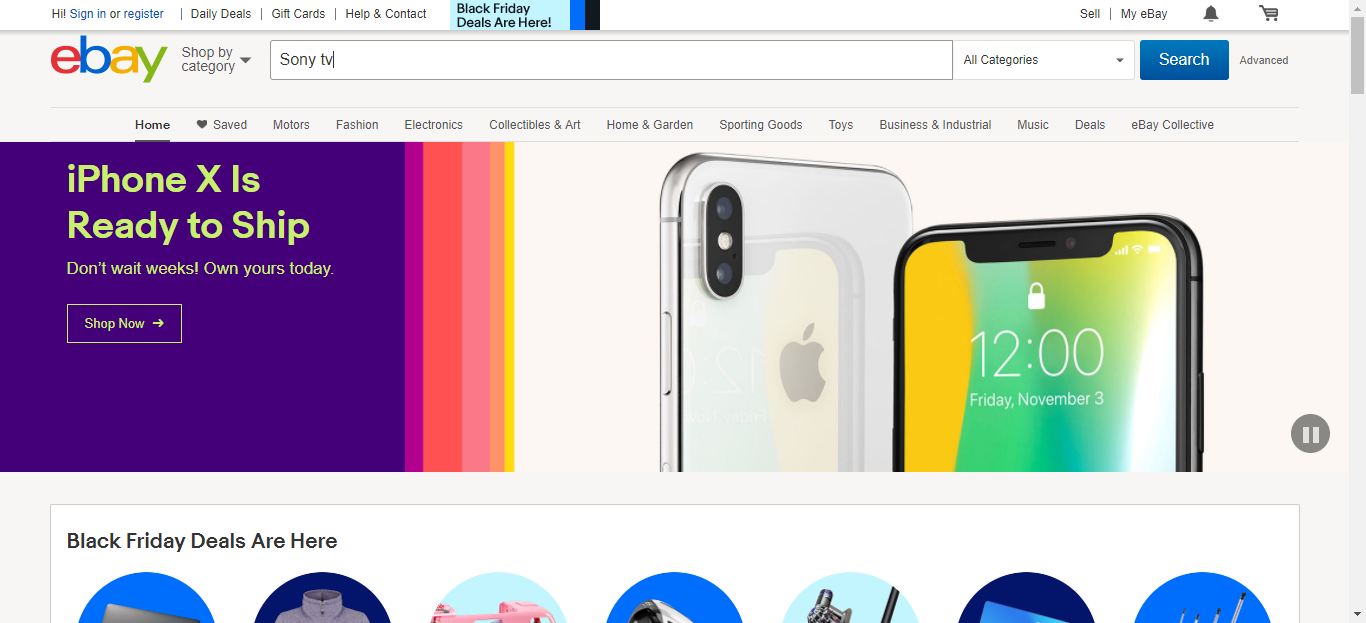 Hi! Sign in or register | Daily Deals | Gift Cards | Help & Contact
Black Friday
Deals Are Here!
Sell | My eBay
ebay
Shop by
category
Sony tv
All Categories
Search
Advanced
Home
Saved
Motors
Fashion
Electronics
Collectibles & Art
Home & Garden
Sporting Goods
Toys
Business & Industrial
Music
Deals
eBay Collective
iPhone X Is
Ready to Ship
Don't wait weeks! Own yours today.
Shop Now
12:00
Friday, November 3
Black Friday Deals Are Here